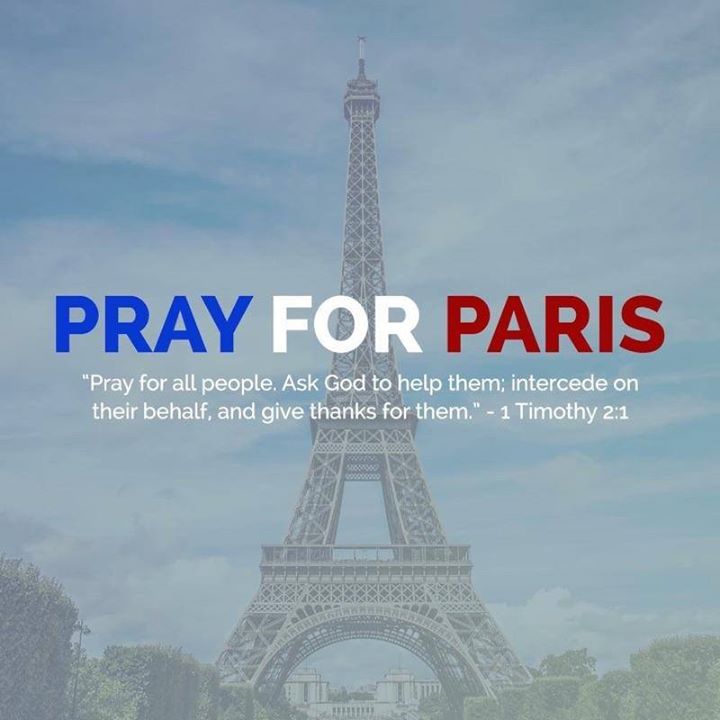 PRAY FOR PARIS
“Pray for all people. Ask God to help them; intercede on
their behalf, and give thanks for them.” - 1 Timothy 2:1